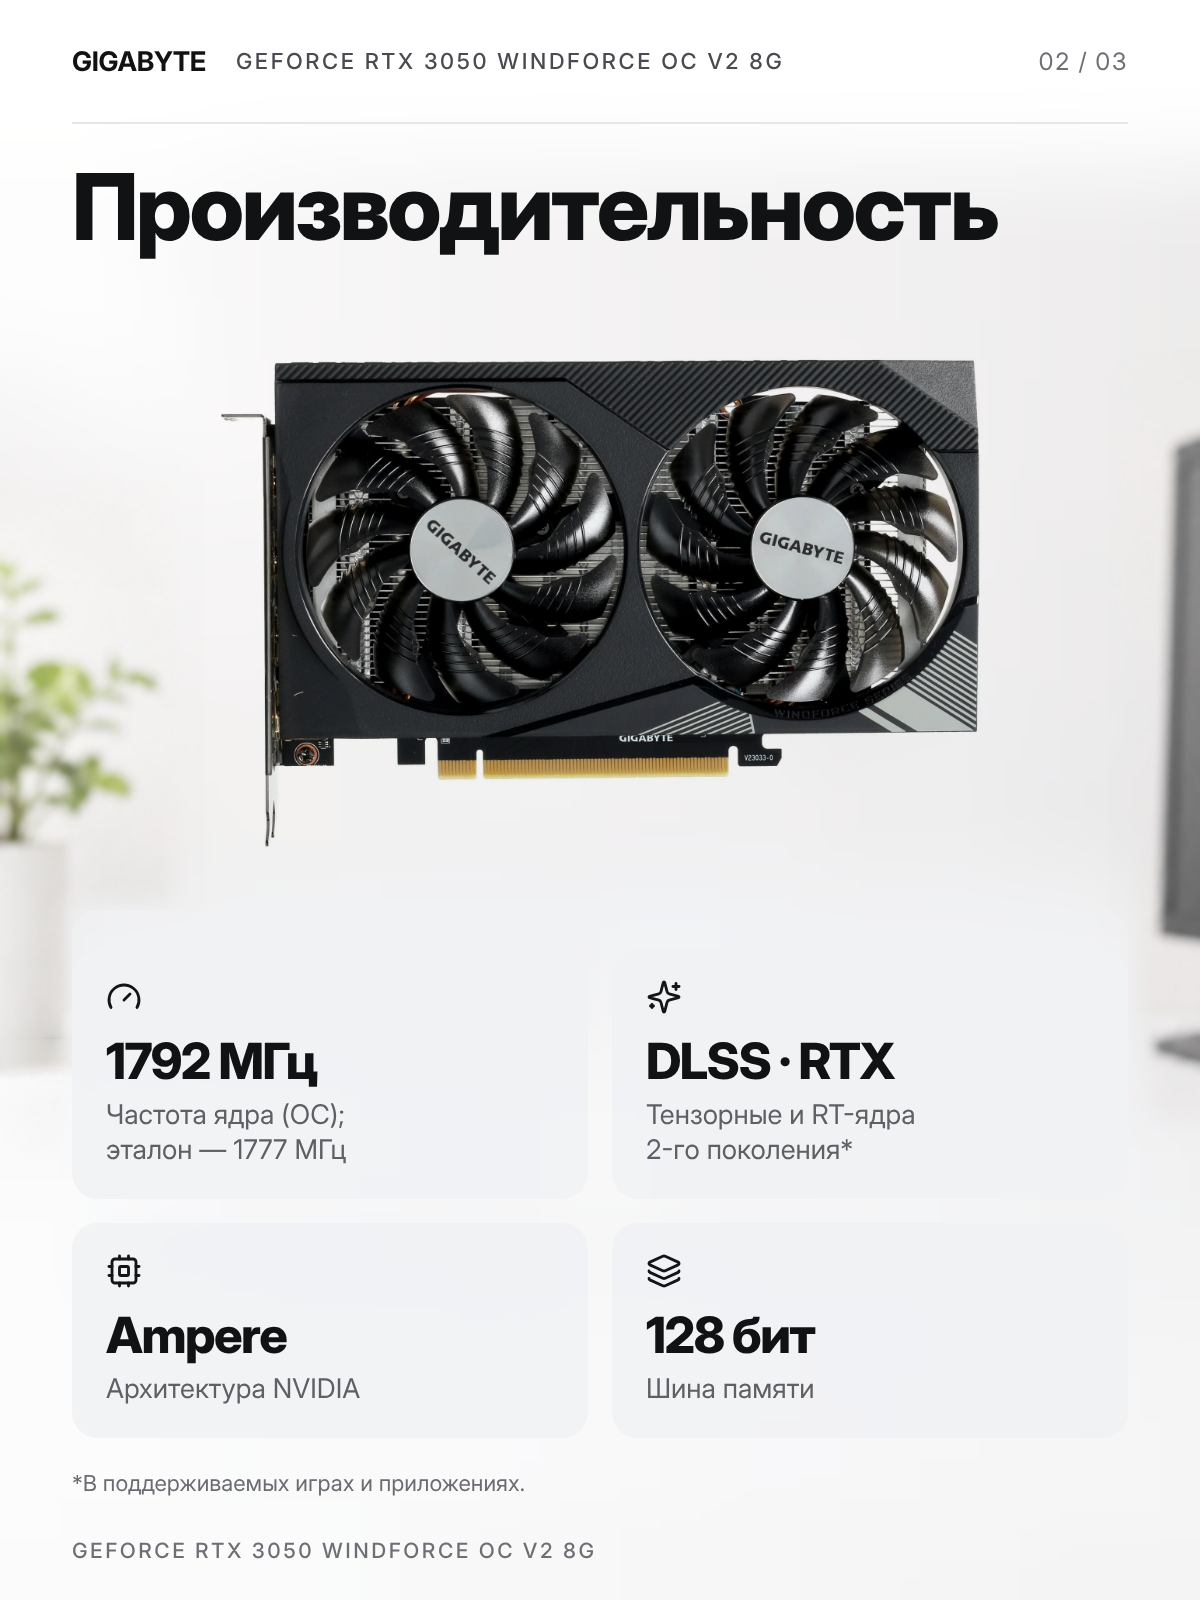 GIGABYTE GEFORCE RTX 3050 WINDFORCE OC V2 8G 02 / 03
Производительность
GIGABYTE
GIGABYTE
WINDFORCE SERIES
GIGABYTE
V23033-0
1792 МГц
Частота ядра (OC);
эталон — 1777 МГц
DLSS · RTX
Тензорные и RT-ядра
2-го поколения*
Ampere
Архитектура NVIDIA
128 бит
Шина памяти
*В поддерживаемых играх и приложениях.
GEFORCE RTX 3050 WINDFORCE OC V2 8G